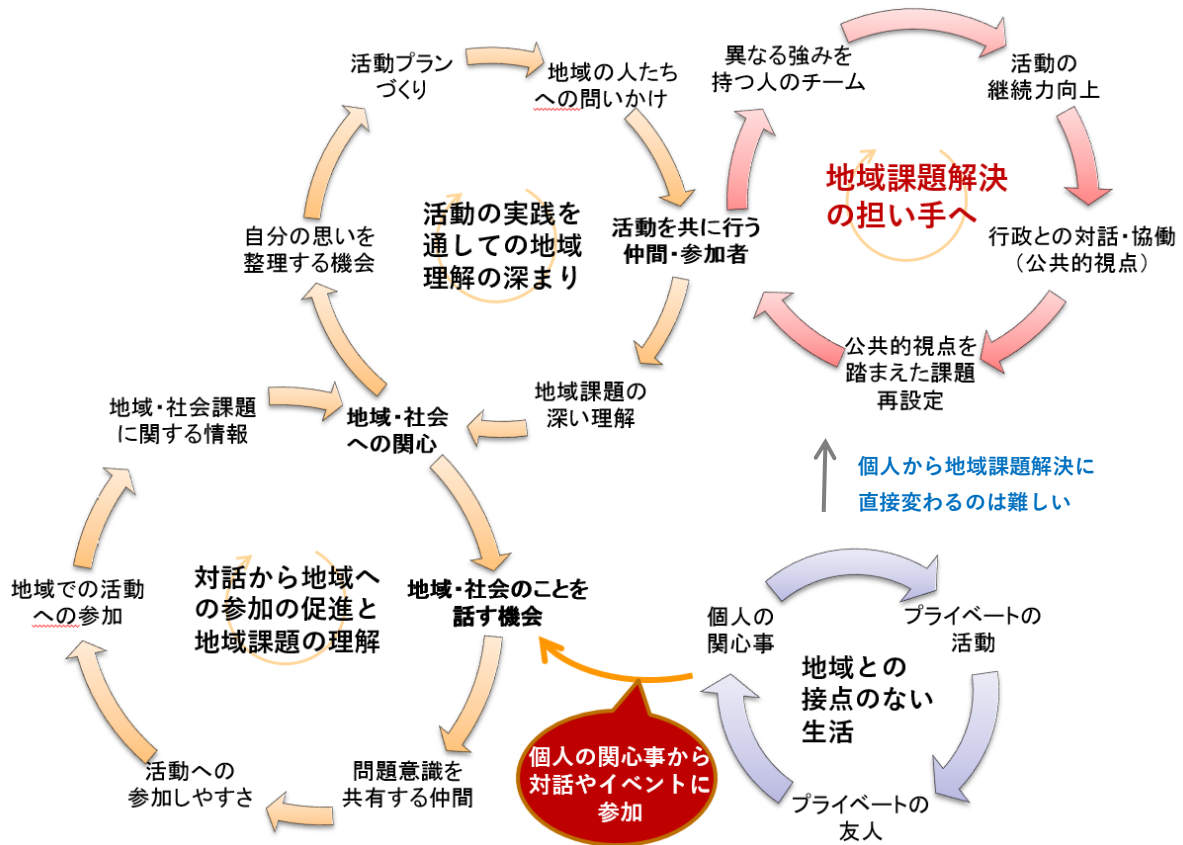 活動プラン
づくり
地域の人たち
への問いかけ
異なる強みを
持つ人のチーム
活動の
継続力向上
地域課題解決
の担い手へ
活動の実践を
通しての地域
理解の深まり
自分の思いを
整理する機会
活動を共に行う
仲間・参加者
行政との対話・協働
（公共的視点）
公共的視点を
踏まえた課題
再設定
地域・社会課題
に関する情報
地域・社会
への関心
地域課題の
深い理解
個人から地域課題解決に
直接変わるのは難しい
地域での活動
への参加
対話から地域へ
の参加の促進と
地域課題の理解
地域・社会のことを
話す機会
個人の
関心事
プライベートの
活動
地域との
接点のない
生活
個人の関心事から
対話やイベントに
参加
活動への
参加しやすさ
問題意識を
共有する仲間
プライベートの
友人